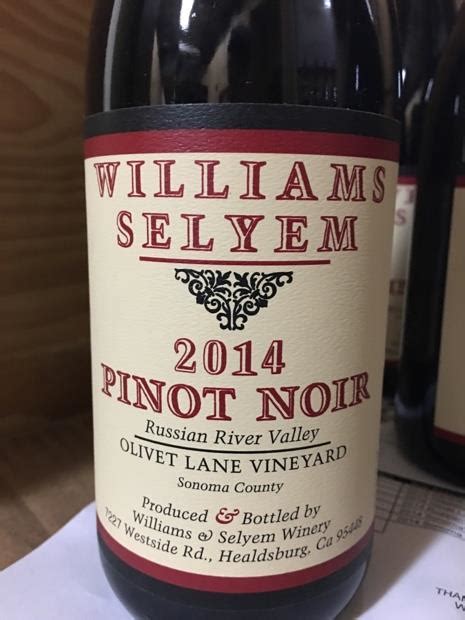 WILLIAMS
SELYEM
2014
PINOT NOIR
Russian River Valley
OLIVET LANE VINEYARD
Sonoma County
Produced & Bottled by
Williams & Selyem Winery
7227 Westside Rd., Healdsburg, Ca 95448